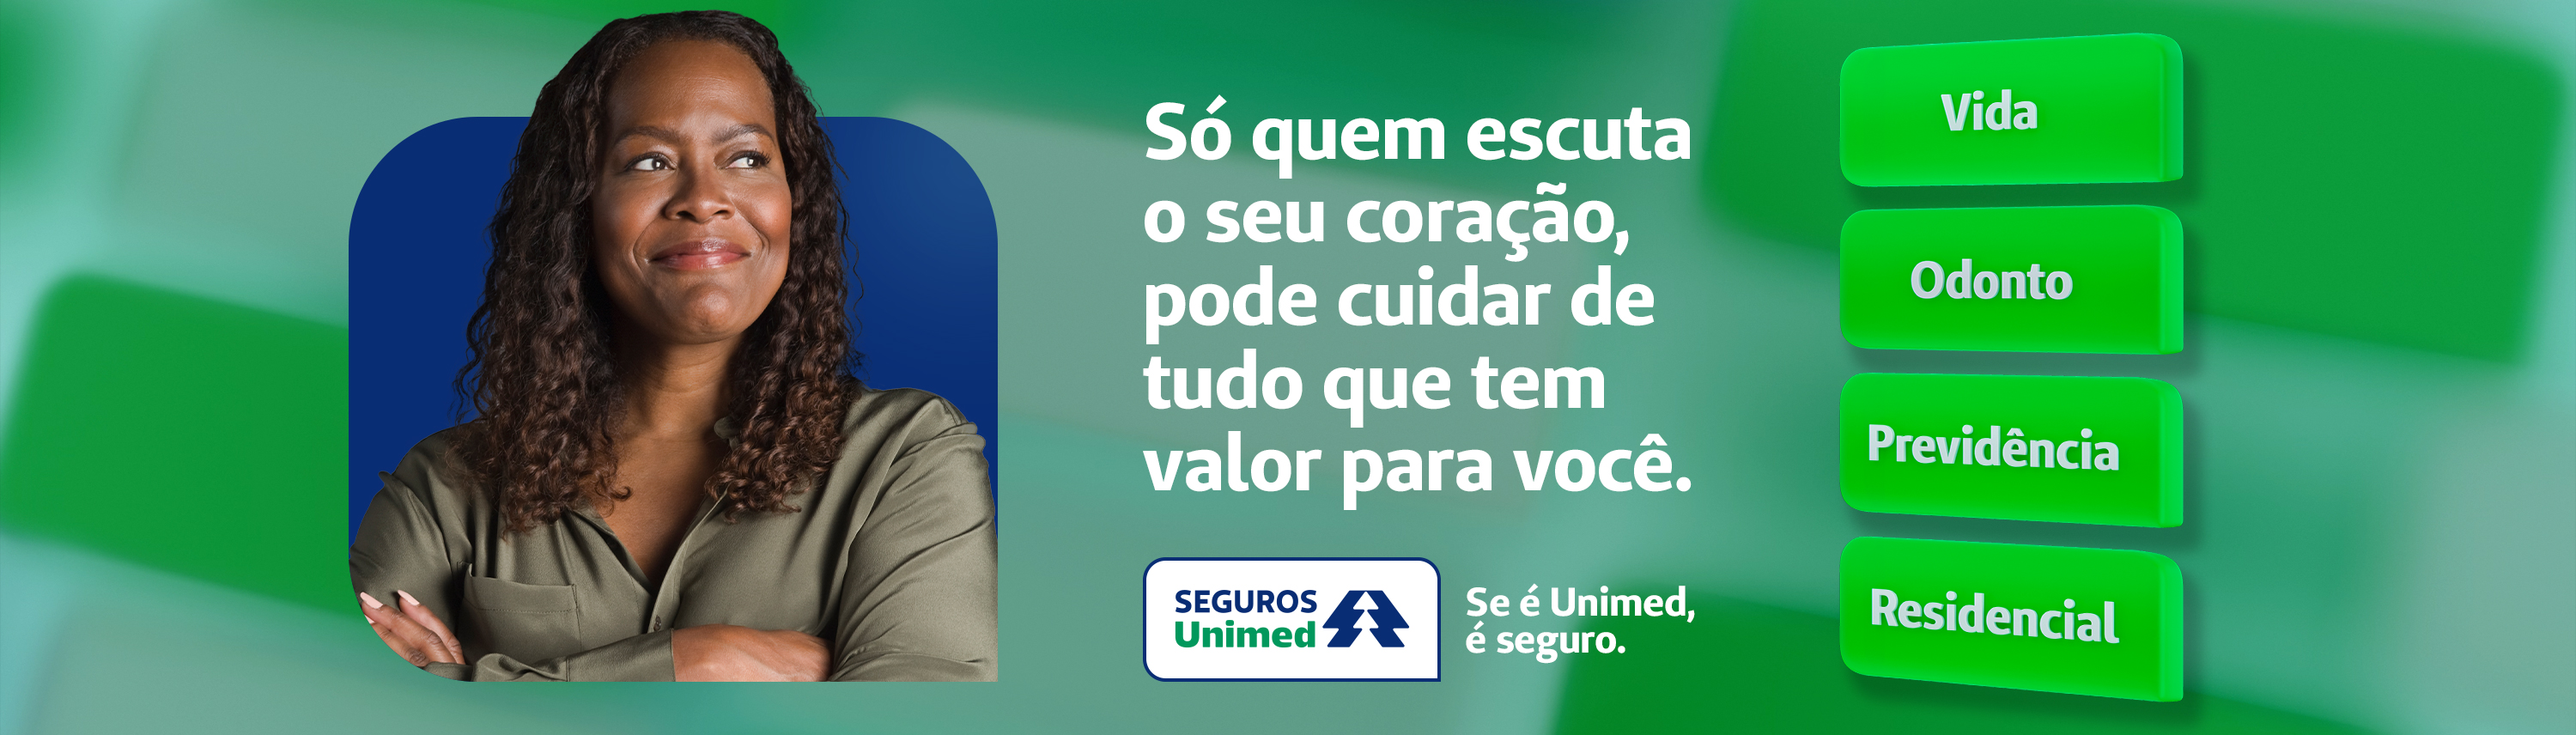 Só quem escuta
o seu coração,
pode cuidar de
tudo que tem
valor para você.
SEGUROS
Unimed
Se é Unimed,
é seguro.
Vida
Odonto
Previdência
Residencial